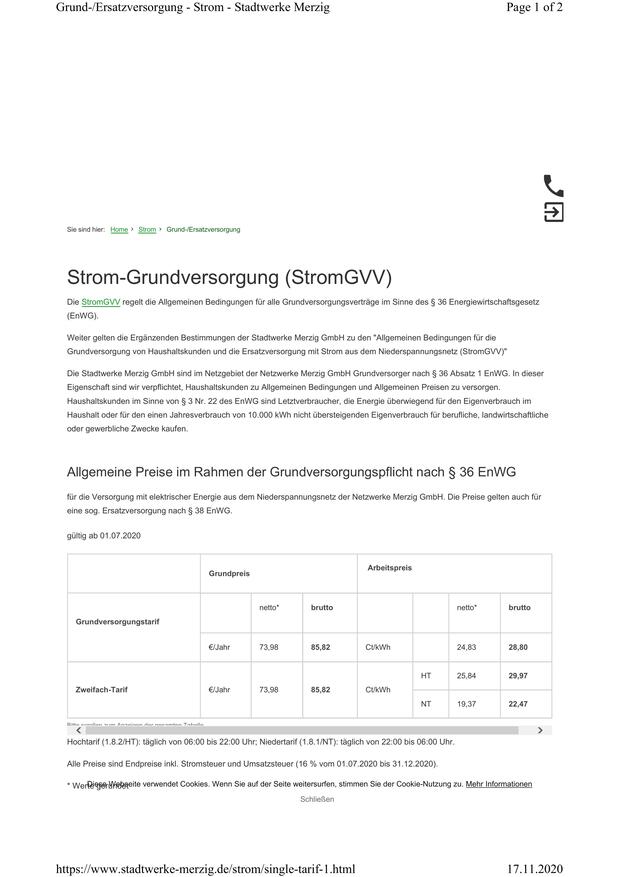 Grund-/Ersatzversorgung - Strom - Stadtwerke Merzig Page 1 of 2
Sie sind hier: Home › Strom › Grund-/Ersatzversorgung
Strom-Grundversorgung (StromGVV)
Die StromGVV regelt die Allgemeinen Bedingungen für alle Grundversorgungsverträge im Sinne des § 36 Energiewirtschaftsgesetz
(EnWG).
Weiter gelten die Ergänzenden Bestimmungen der Stadtwerke Merzig GmbH zu den "Allgemeinen Bedingungen für die
Grundversorgung von Haushaltskunden und die Ersatzversorgung mit Strom aus dem Niederspannungsnetz (StromGVV)"
Die Stadtwerke Merzig GmbH sind im Netzgebiet der Netzwerke Merzig GmbH Grundversorger nach § 36 Absatz 1 EnWG. In dieser
Eigenschaft sind wir verpflichtet, Haushaltskunden zu Allgemeinen Bedingungen und Allgemeinen Preisen zu versorgen.
Haushaltskunden im Sinne von § 3 Nr. 22 des EnWG sind Letztverbraucher, die Energie überwiegend für den Eigenverbrauch im
Haushalt oder für den einen Jahresverbrauch von 10.000 kWh nicht übersteigenden Eigenverbrauch für berufliche, landwirtschaftliche
oder gewerbliche Zwecke kaufen.
Allgemeine Preise im Rahmen der Grundversorgungspflicht nach § 36 EnWG
für die Versorgung mit elektrischer Energie aus dem Niederspannungsnetz der Netzwerke Merzig GmbH. Die Preise gelten auch für
eine sog. Ersatzversorgung nach § 38 EnWG.
gültig ab 01.07.2020
Grundpreis Arbeitspreis
Grundversorgungstarif netto* brutto netto* brutto
€/Jahr 73,98 85,82 Ct/kWh 24,83 28,80
Zweifach-Tarif €/Jahr 73,98 85,82 Ct/kWh HT 25,84 29,97
NT 19,37 22,47
Bitte scrollen zum Anzeigen der gesamten Tabelle
Hochtarif (1.8.2/HT): täglich von 06:00 bis 22:00 Uhr; Niedertarif (1.8.1/NT): täglich von 22:00 bis 06:00 Uhr.
Alle Preise sind Endpreise inkl. Stromsteuer und Umsatzsteuer (16 % vom 01.07.2020 bis 31.12.2020).
* Werte gerundet
Diese Webseite verwendet Cookies. Wenn Sie auf der Seite weitersurfen, stimmen Sie der Cookie-Nutzung zu. Mehr Informationen
Schließen
https://www.stadtwerke-merzig.de/strom/single-tarif-1.html 17.11.2020